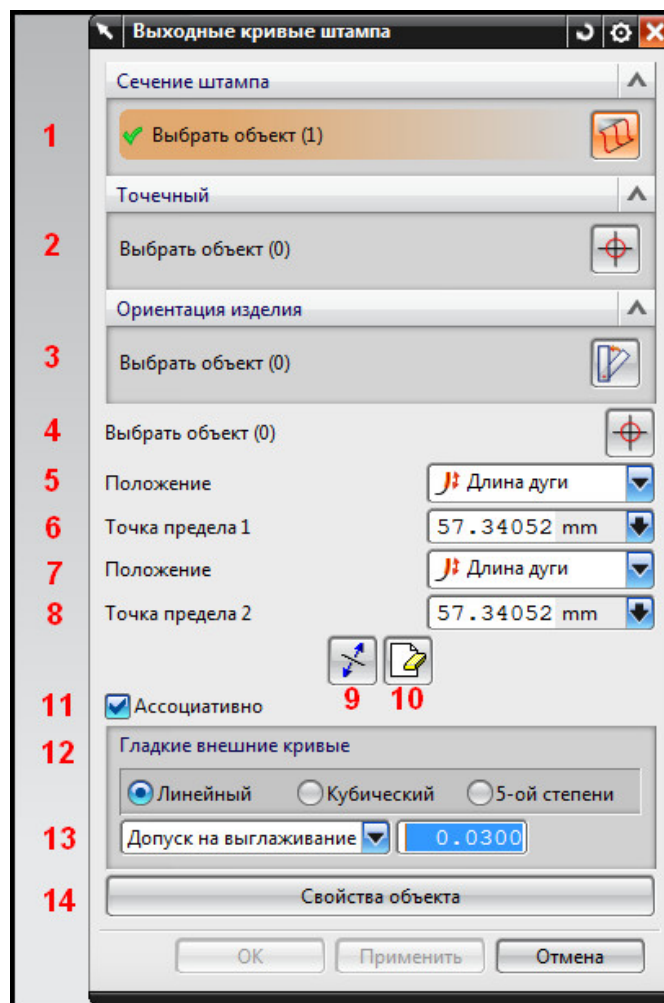 Выходные кривые штампа
Сечение штампа
1 Выбрать объект (1)
Точечный
2 Выбрать объект (0)
Ориентация изделия
3 Выбрать объект (0)
4 Выбрать объект (0)
5 Положение Длина дуги
6 Точка предела 1 57.34052 mm
7 Положение Длина дуги
8 Точка предела 2 57.34052 mm
9 10
11 Ассоциативно
12 Гладкие внешние кривые
Линейный Кубический 5-ой степени
13 Допуск на выглаживание 0.0300
14 Свойства объекта
ОК Применить Отмена